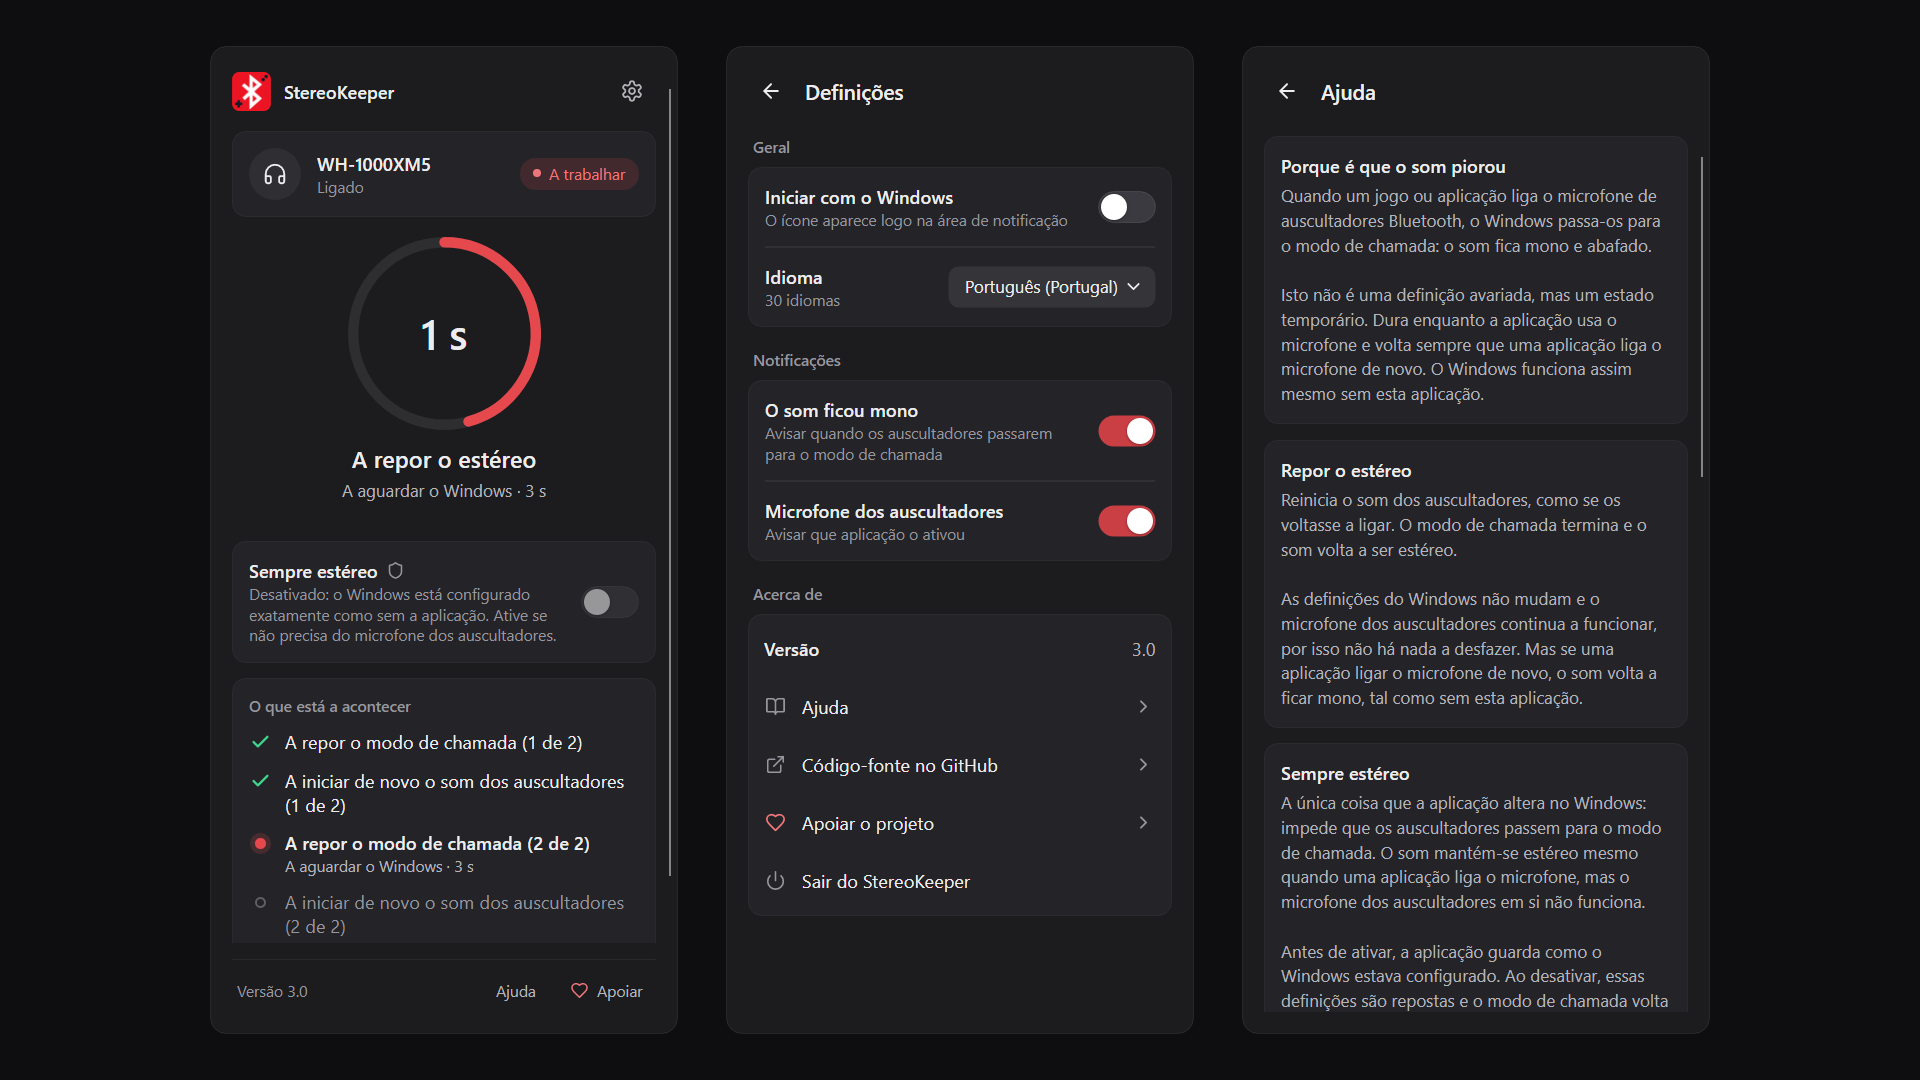 StereoKeeper
WH-1000XM5
Ligado
A trabalhar
1 s
A repor o estéreo
A aguardar o Windows · 3 s
Sempre estéreo
Desativado: o Windows está configurado
exatamente como sem a aplicação. Ative se
não precisa do microfone dos auscultadores.
O que está a acontecer
A repor o modo de chamada (1 de 2)
A iniciar de novo o som dos auscultadores
(1 de 2)
A repor o modo de chamada (2 de 2)
A aguardar o Windows · 3 s
A iniciar de novo o som dos auscultadores
(2 de 2)
Versão 3.0
Ajuda
Apoiar
Definições
Geral
Iniciar com o Windows
O ícone aparece logo na área de notificação
Idioma
30 idiomas
Português (Portugal)
Notificações
O som ficou mono
Avisar quando os auscultadores passarem
para o modo de chamada
Microfone dos auscultadores
Avisar que aplicação o ativou
Acerca de
Versão
3.0
Ajuda
Código-fonte no GitHub
Apoiar o projeto
Sair do StereoKeeper
Ajuda
Porque é que o som piorou
Quando um jogo ou aplicação liga o microfone de
auscultadores Bluetooth, o Windows passa-os para
o modo de chamada: o som fica mono e abafado.
Isto não é uma definição avariada, mas um estado
temporário. Dura enquanto a aplicação usa o
microfone e volta sempre que uma aplicação liga o
microfone de novo. O Windows funciona assim
mesmo sem esta aplicação.
Repor o estéreo
Reinicia o som dos auscultadores, como se os
voltasse a ligar. O modo de chamada termina e o
som volta a ser estéreo.
As definições do Windows não mudam e o
microfone dos auscultadores continua a funcionar,
por isso não há nada a desfazer. Mas se uma
aplicação ligar o microfone de novo, o som volta a
ficar mono, tal como sem esta aplicação.
Sempre estéreo
A única coisa que a aplicação altera no Windows:
impede que os auscultadores passem para o modo
de chamada. O som mantém-se estéreo mesmo
quando uma aplicação liga o microfone, mas o
microfone dos auscultadores em si não funciona.
Antes de ativar, a aplicação guarda como o
Windows estava configurado. Ao desativar, essas
definições são repostas e o modo de chamada volta